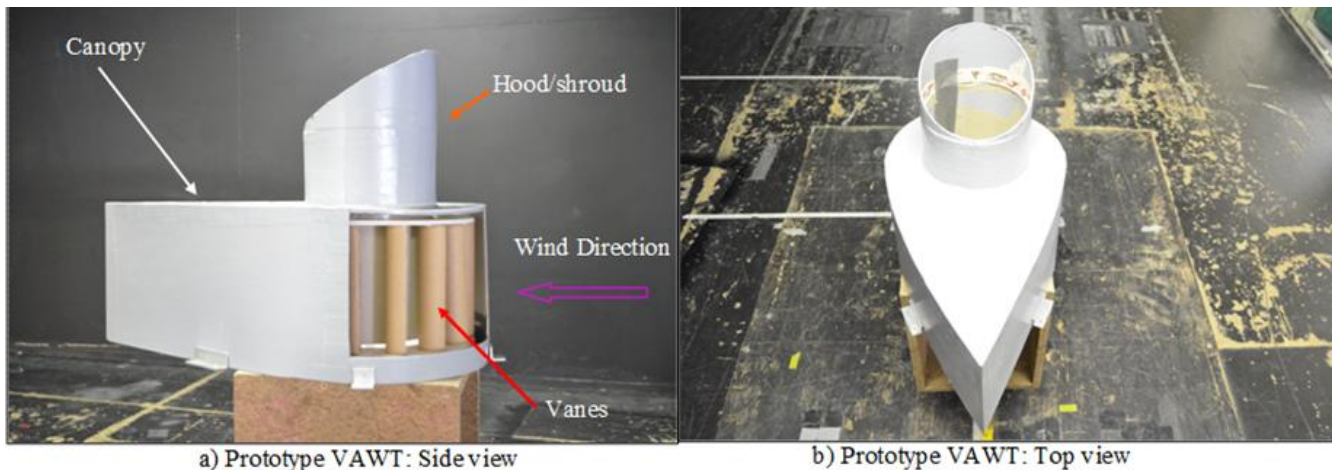 Canopy
Hood/shroud
Wind Direction
Vanes
a) Prototype VAWT: Side view
b) Prototype VAWT: Top view